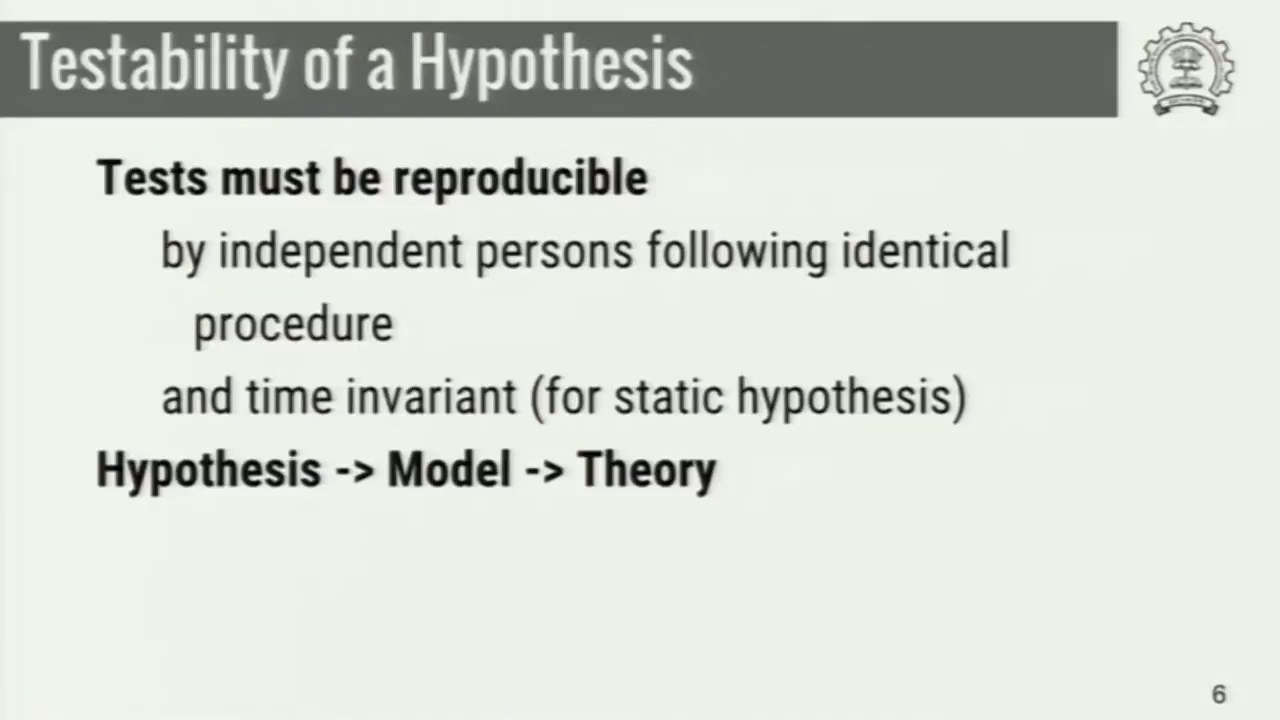 Testability of a Hypothesis
Tests must be reproducible
by independent persons following identical
procedure
and time invariant (for static hypothesis)
Hypothesis -> Model -> Theory
6